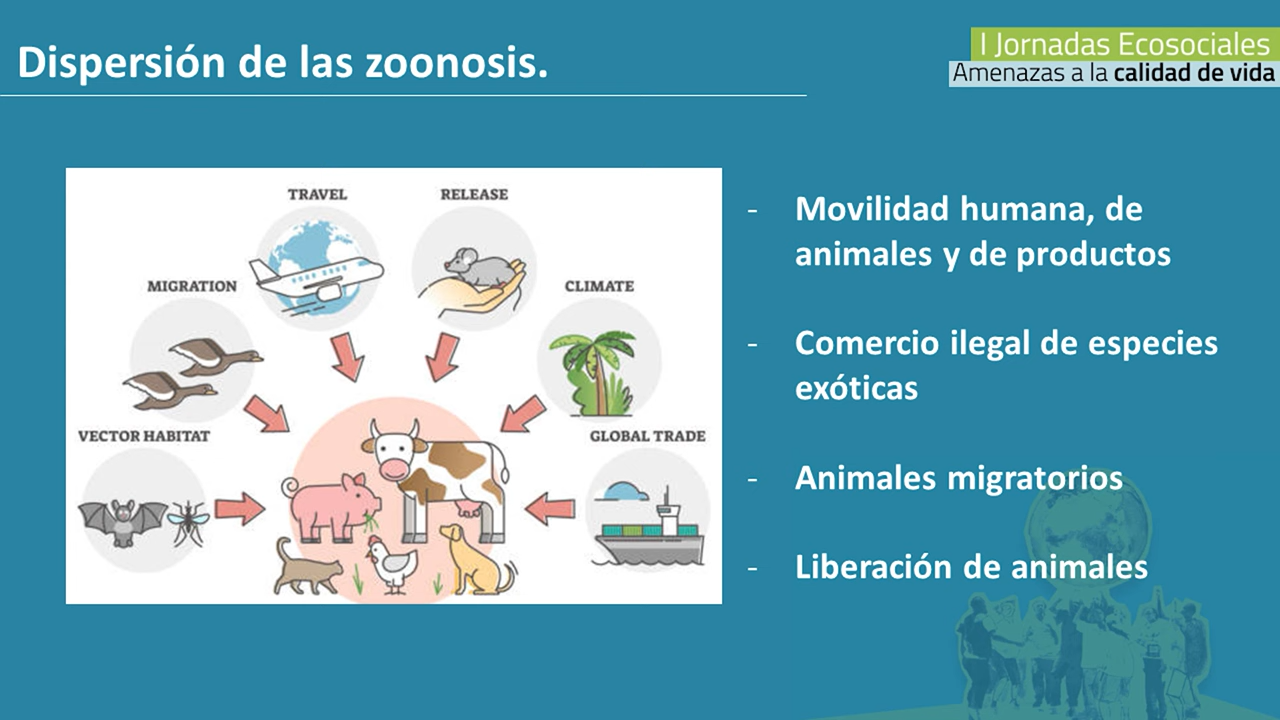 Dispersión de las zoonosis.
I Jornadas Ecosociales
Amenazas a la calidad de vida
TRAVEL
RELEASE
MIGRATION
CLIMATE
VECTOR HABITAT
GLOBAL TRADE
- Movilidad humana, de
animales y de productos
- Comercio ilegal de especies
exóticas
- Animales migratorios
- Liberación de animales